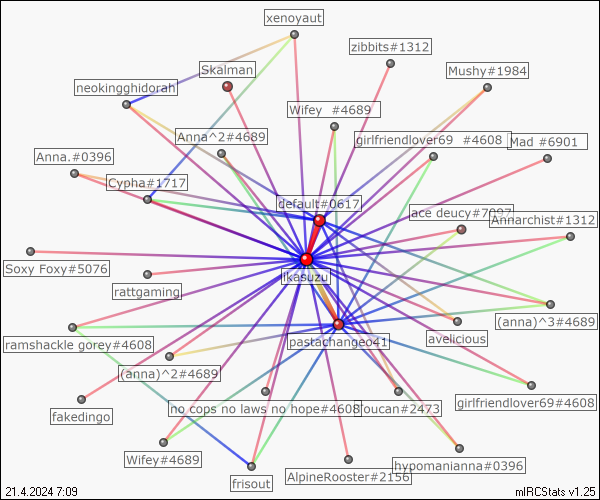 xenoyaut
zibbits#1312
Skalman
Mushy#1984
neokingghidorah
Wifey #4689
Anna^2#4689
girlfriendlover69 #4608
Mad #6901
Anna.#0396
Cypha#1717
default#0617
ace deucy#7097
Annarchist#1312
Soxy Foxy#5076
ikasuzu
rattgaming
(anna)^3#4689
ramshackle gorey#4608
pastachangeo41
avelicious
(anna)^2#4689
fakedingo
no cops no laws no hope#4608
Toucan#2473
girlfriendlover69#4608
Wifey#4689
frisout
AlpineRooster#2156
hypomanianna#0396
21.4.2024 7:09
mIRCStats v1.25